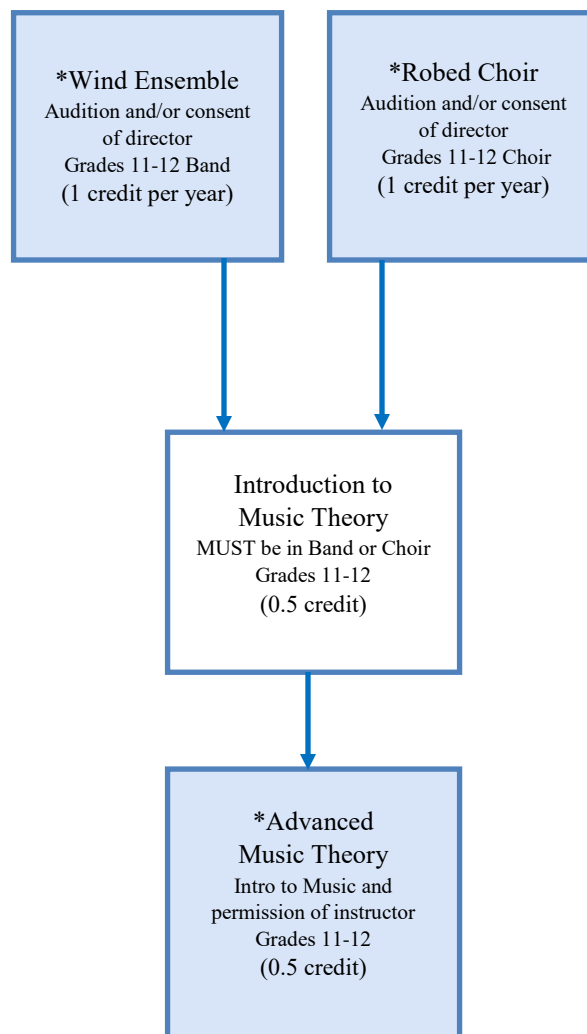 *Wind Ensemble
Audition and/or consent
of director
Grades 11-12 Band
(1 credit per year)
*Robed Choir
Audition and/or consent
of director
Grades 11-12 Choir
(1 credit per year)
Introduction to
Music Theory
MUST be in Band or Choir
Grades 11-12
(0.5 credit)
*Advanced
Music Theory
Intro to Music and
permission of instructor
Grades 11-12
(0.5 credit)